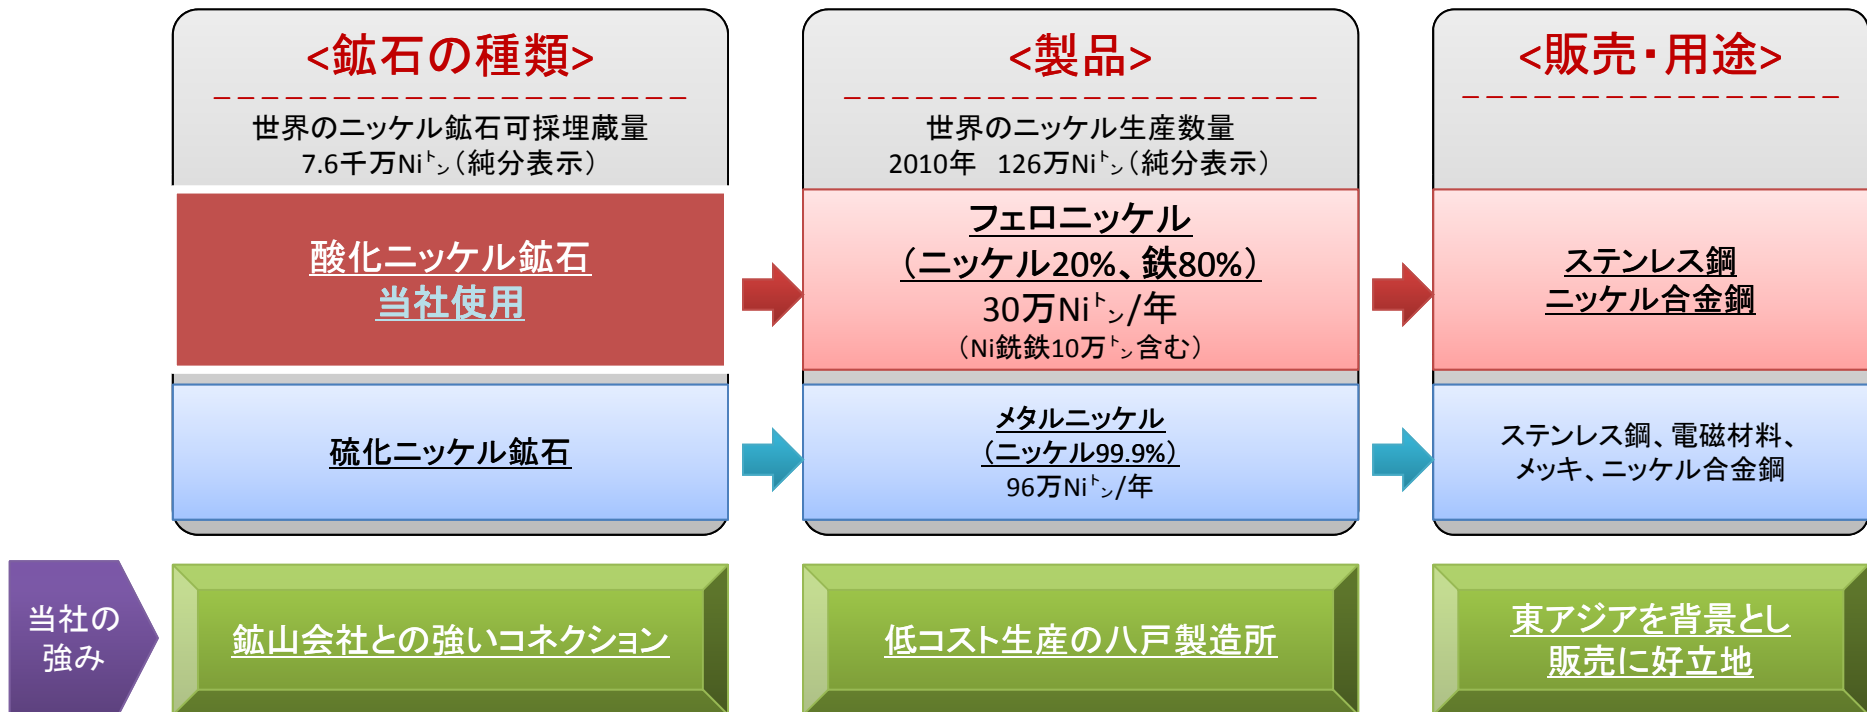 <鉱石の種類>
世界のニッケル鉱石可採埋蔵量
7.6千万Niトン(純分表示)
酸化ニッケル鉱石
当社使用
硫化ニッケル鉱石
<製品>
世界のニッケル生産数量
2010年 126万Niトン(純分表示)
フェロニッケル
(ニッケル20%、鉄80%)
30万Niトン/年
(Ni銑鉄10万トン含む)
メタルニッケル
(ニッケル99.9%)
96万Niトン/年
<販売・用途>
ステンレス鋼
ニッケル合金鋼
ステンレス鋼、電磁材料、
メッキ、ニッケル合金鋼
当社の
強み
鉱山会社との強いコネクション
低コスト生産の八戸製造所
東アジアを背景とし
販売に好立地